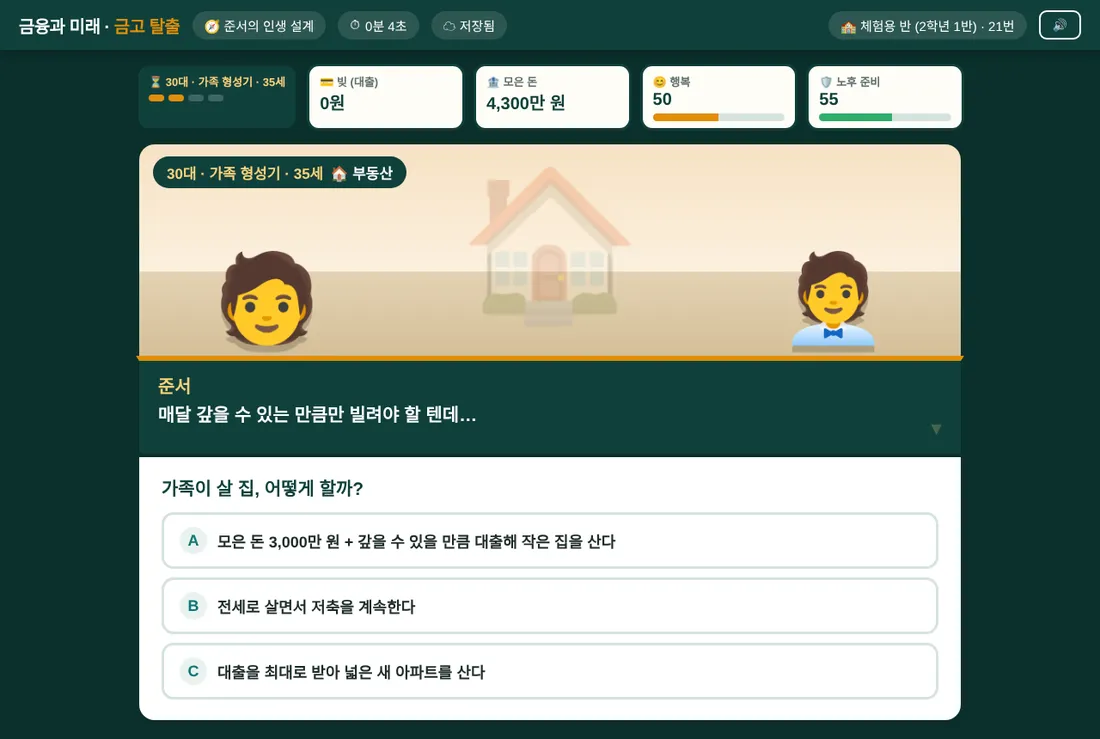 금융과 미래 · 금고 탈출
🧭 준서의 인생 설계
⏱ 0분 4초
☁ 저장됨
🏫 체험용 반 (2학년 1반) · 21번
⏳ 30대 · 가족 형성기 · 35세
💳 빚 (대출)
0원
🏦 모은 돈
4,300만 원
😊 행복
50
🛡️ 노후 준비
55
30대 · 가족 형성기 · 35세 🏠 부동산
준서
매달 갚을 수 있는 만큼만 빌려야 할 텐데…
▼
가족이 살 집, 어떻게 할까?
A 모은 돈 3,000만 원 + 갚을 수 있을 만큼 대출해 작은 집을 산다
B 전세로 살면서 저축을 계속한다
C 대출을 최대로 받아 넓은 새 아파트를 산다